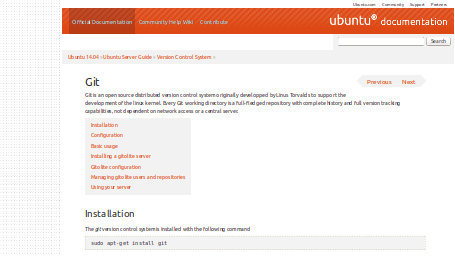 Ubuntu.com Community Support Partners
Official Documentation Community Help Wiki Contribute
ubuntu® documentation
Search
Ubuntu 14.04 » Ubuntu Server Guide » Version Control System »
Previous Next
Git
Git is an open source distributed version control system originally developped by Linus Torvalds to support the
development of the linux kernel. Every Git working directory is a full-fledged repository with complete history and full version tracking
capabilities, not dependent on network access or a central server.
Installation
Configuration
Basic usage
Installing a gitolite server
Gitolite configuration
Managing gitolite users and repositories
Using your server
Installation
The git version control system is installed with the following command
sudo apt-get install git